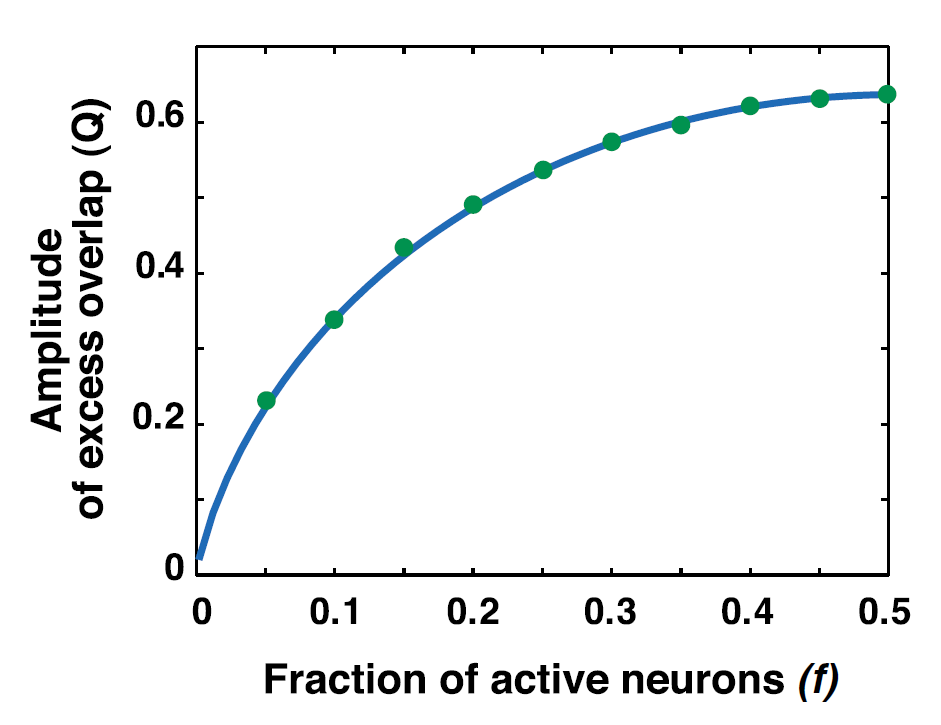 Amplitude
of excess overlap (Q)
0.6
0.4
0.2
0
0 0.1 0.2 0.3 0.4 0.5
Fraction of active neurons (f)